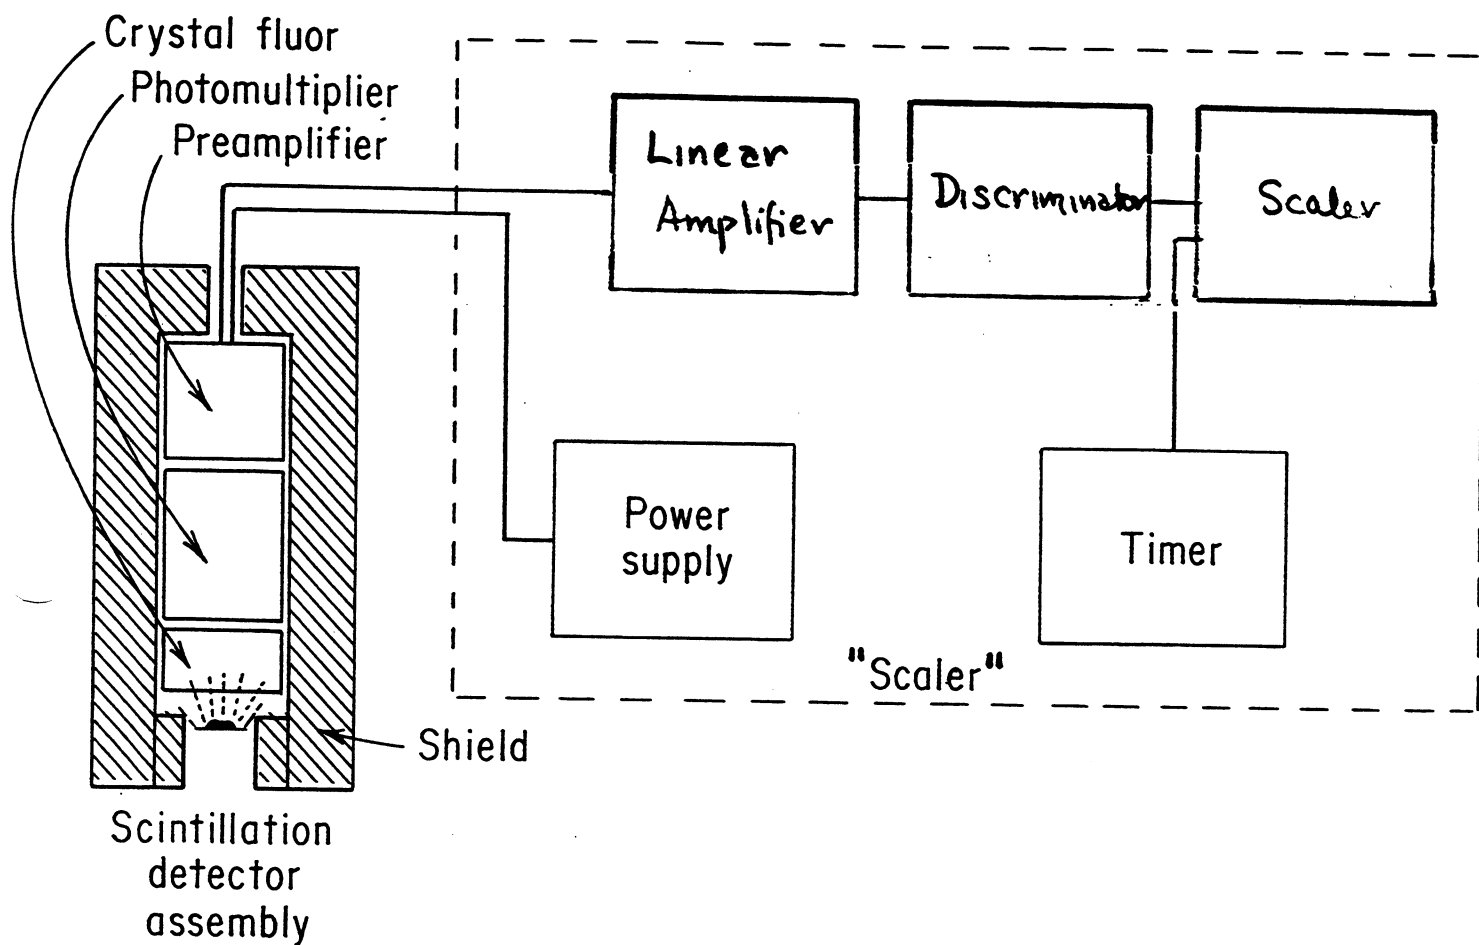 Crystal fluor
Photomultiplier
Preamplifier
Linear
Amplifier
Discriminator
Scaler
Power
supply
Timer
"Scaler"
Shield
Scintillation
detector
assembly